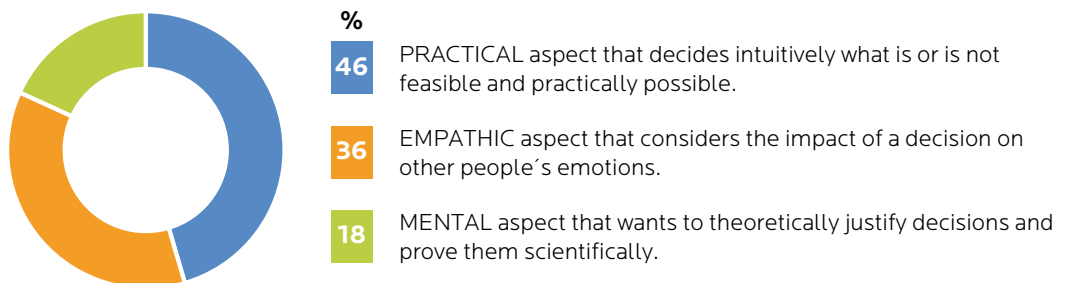 %
46
PRACTICAL aspect that decides intuitively what is or is not
feasible and practically possible.
36
EMPATHIC aspect that considers the impact of a decision on
other people´s emotions.
18
MENTAL aspect that wants to theoretically justify decisions and
prove them scientifically.